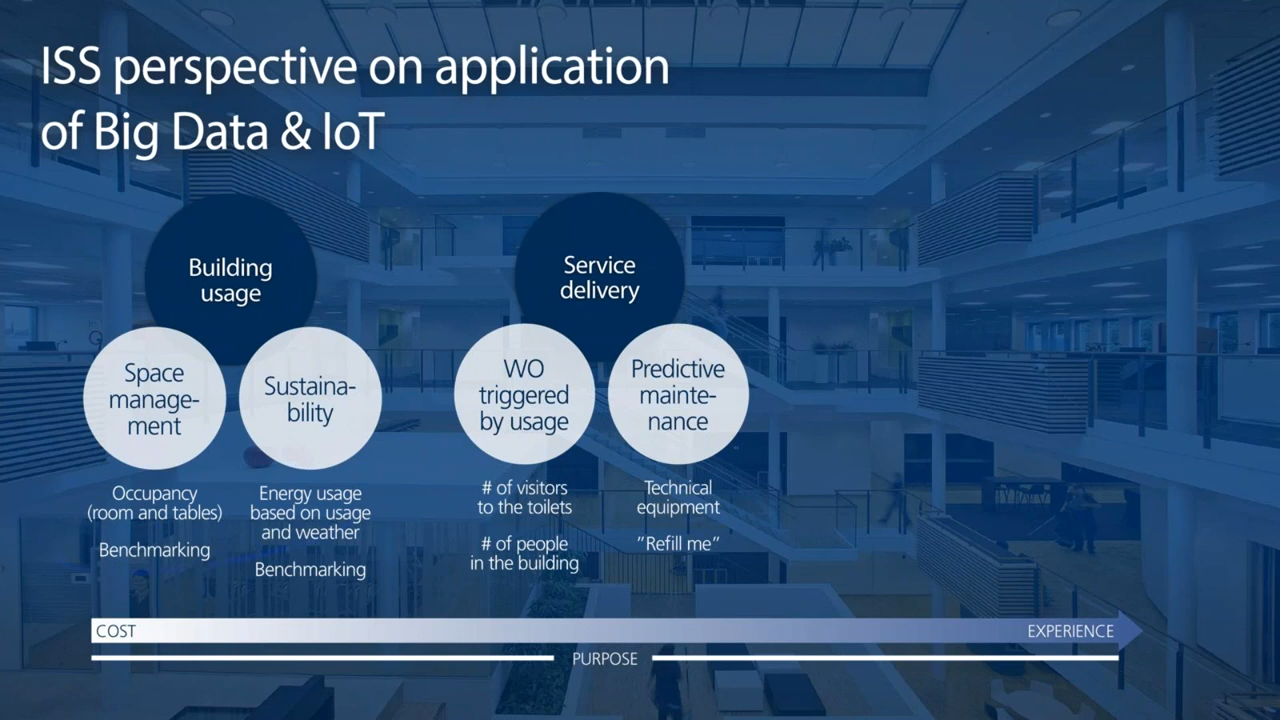 ISS perspective on application
of Big Data & IoT
Building
usage
Space
manage-
ment
Sustaina-
bility
Occupancy
(room and tables)
Benchmarking
Energy usage
based on usage
and weather
Benchmarking
Service
delivery
WO
triggered
by usage
Predictive
mainte-
nance
# of visitors
to the toilets
# of people
in the building
Technical
equipment
”Refill me”
COST
EXPERIENCE
PURPOSE